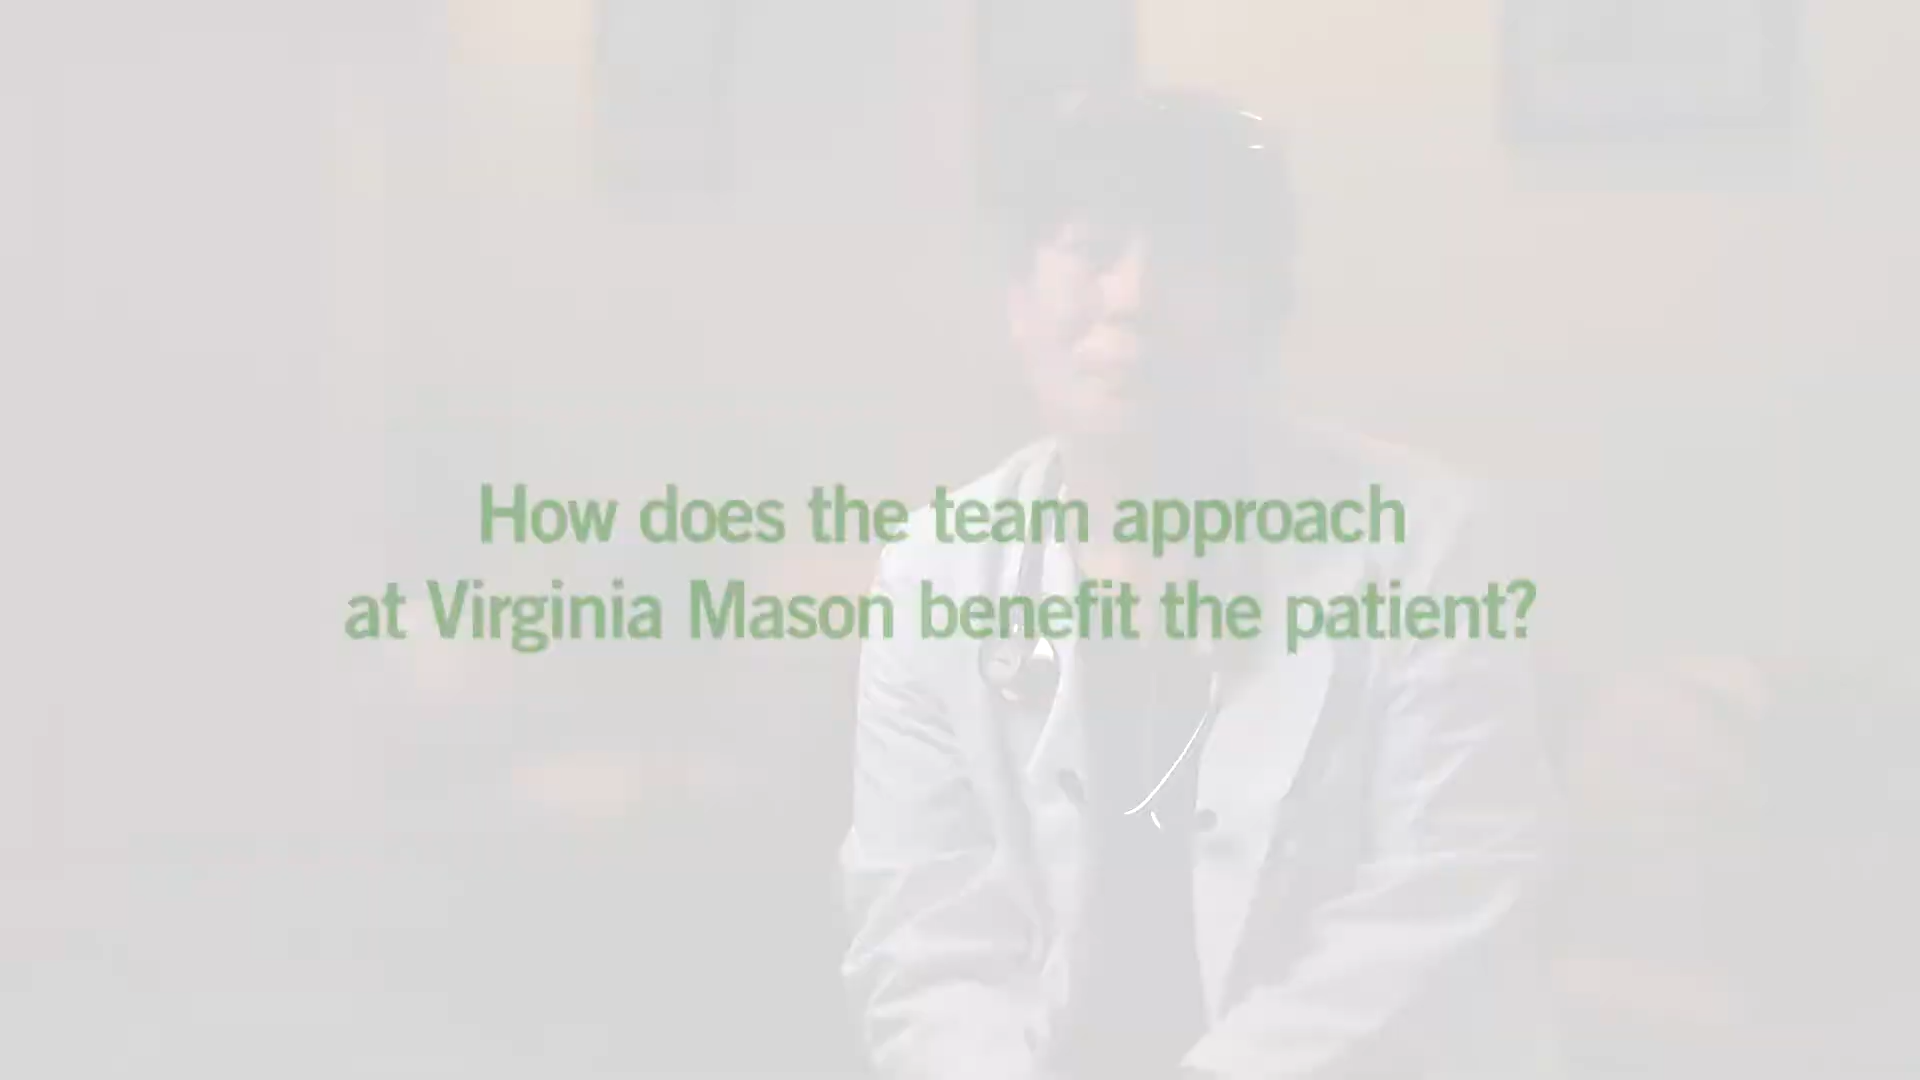 How does the team approach
at Virginia Mason benefit the patient?